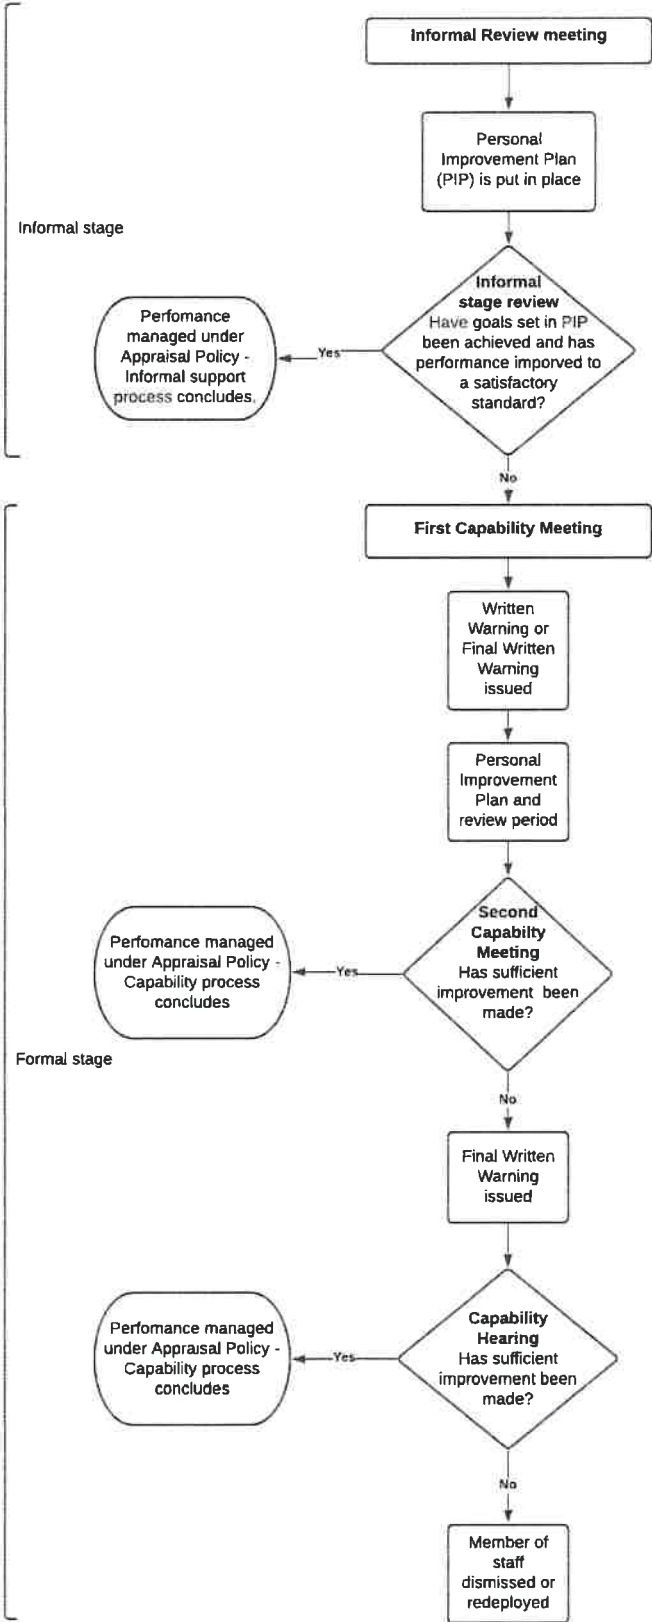 Informal Review meeting
Personal
Improvement Plan
(PIP) is put in place
Informal stage
Informal
stage review
Have goals set in PIP
been achieved and has
performance imporved to
a satisfactory
standard?
Yes
Perfomance
managed under
Appraisal Policy -
Informal support
process concludes.
No
First Capability Meeting
Written
Warning or
Final Written
Warning
issued
Personal
Improvement
Plan and
review period
Second
Capabilty
Meeting
Has sufficient
improvement been
made?
Yes
Perfomance managed
under Appraisal Policy -
Capability process
concludes
Formal stage
No
Final Written
Warning
issued
Capability
Hearing
Has sufficient
improvement been
made?
Yes
Perfomance managed
under Appraisal Policy -
Capability process
concludes
No
Member of
staff
dismissed or
redeployed